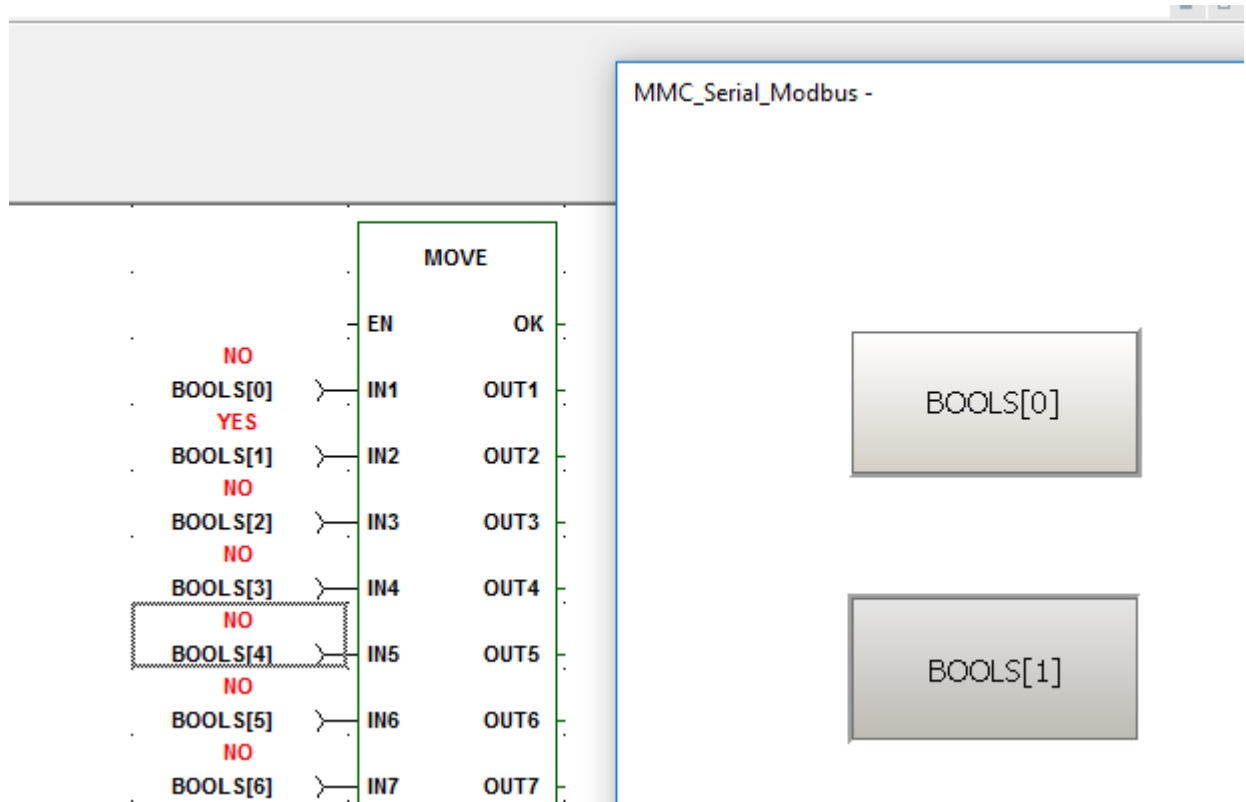 MMC_Serial_Modbus -
MOVE
EN OK
NO
BOOLS[0] IN1 OUT1
YES
BOOLS[1] IN2 OUT2
NO
BOOLS[2] IN3 OUT3
NO
BOOLS[3] IN4 OUT4
NO
BOOLS[4] IN5 OUT5
NO
BOOLS[5] IN6 OUT6
NO
BOOLS[6] IN7 OUT7
BOOLS[0]
BOOLS[1]